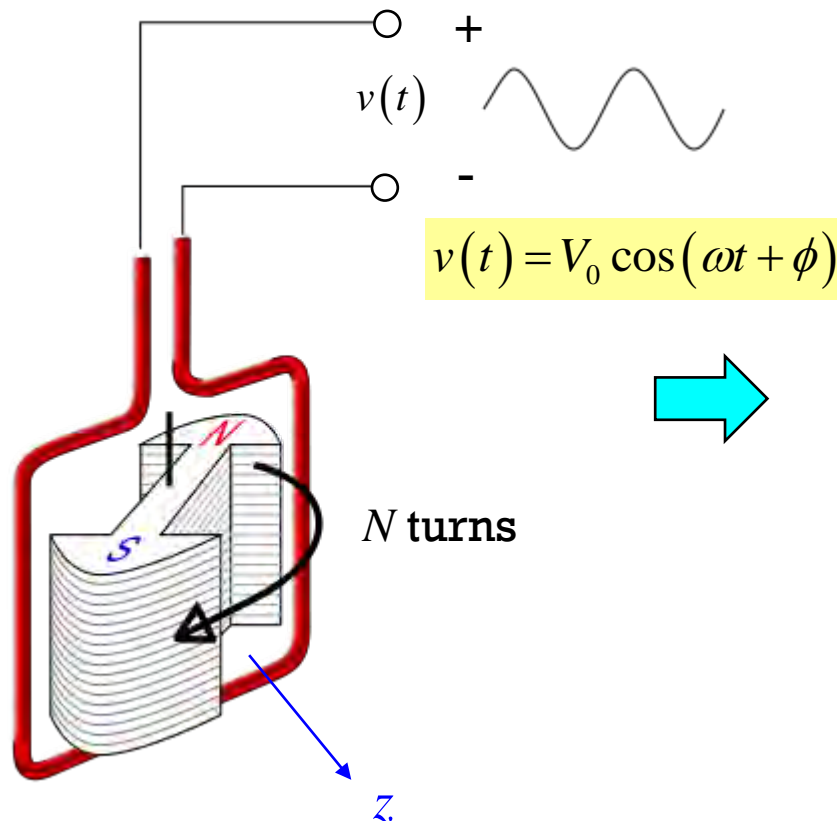 +
v(t)
-
v(t) = V₀ cos(ωt + ϕ)
N
S
N turns
z